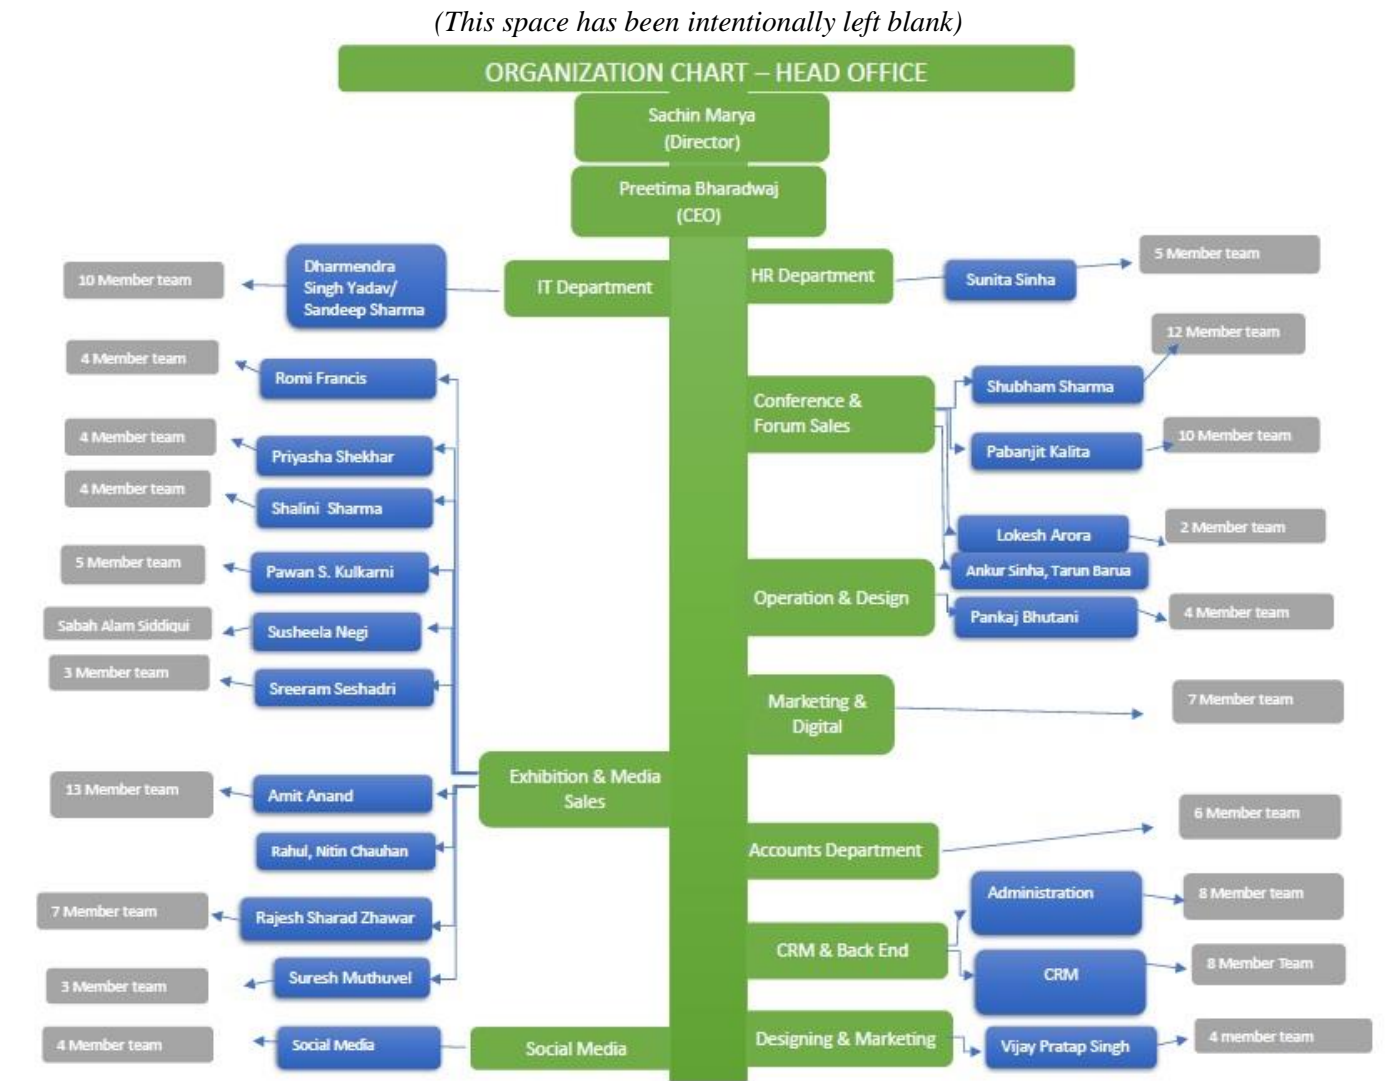 (This space has been intentionally left blank)
ORGANIZATION CHART – HEAD OFFICE
Sachin Marya
(Director)
Preetima Bharadwaj
(CEO)
10 Member team
Dharmendra
Singh Yadav/
Sandeep Sharma
IT Department
HR Department
Sunita Sinha
5 Member team
4 Member team
Romi Francis
4 Member team
Priyasha Shekhar
4 Member team
Shalini Sharma
5 Member team
Pawan S. Kulkarni
Sabah Alam Siddiqui
Susheela Negi
3 Member team
Sreeram Seshadri
13 Member team
Amit Anand
Rahul, Nitin Chauhan
7 Member team
Rajesh Sharad Zhawar
3 Member team
Suresh Muthuvel
Exhibition & Media
Sales
4 Member team
Social Media
Social Media
Conference &
Forum Sales
Shubham Sharma
12 Member team
Pabanjit Kalita
10 Member team
Lokesh Arora
2 Member team
Ankur Sinha, Tarun Barua
Operation & Design
Pankaj Bhutani
4 Member team
Marketing &
Digital
7 Member team
Accounts Department
6 Member team
CRM & Back End
Administration
8 Member team
CRM
8 Member Team
Designing & Marketing
Vijay Pratap Singh
4 member team